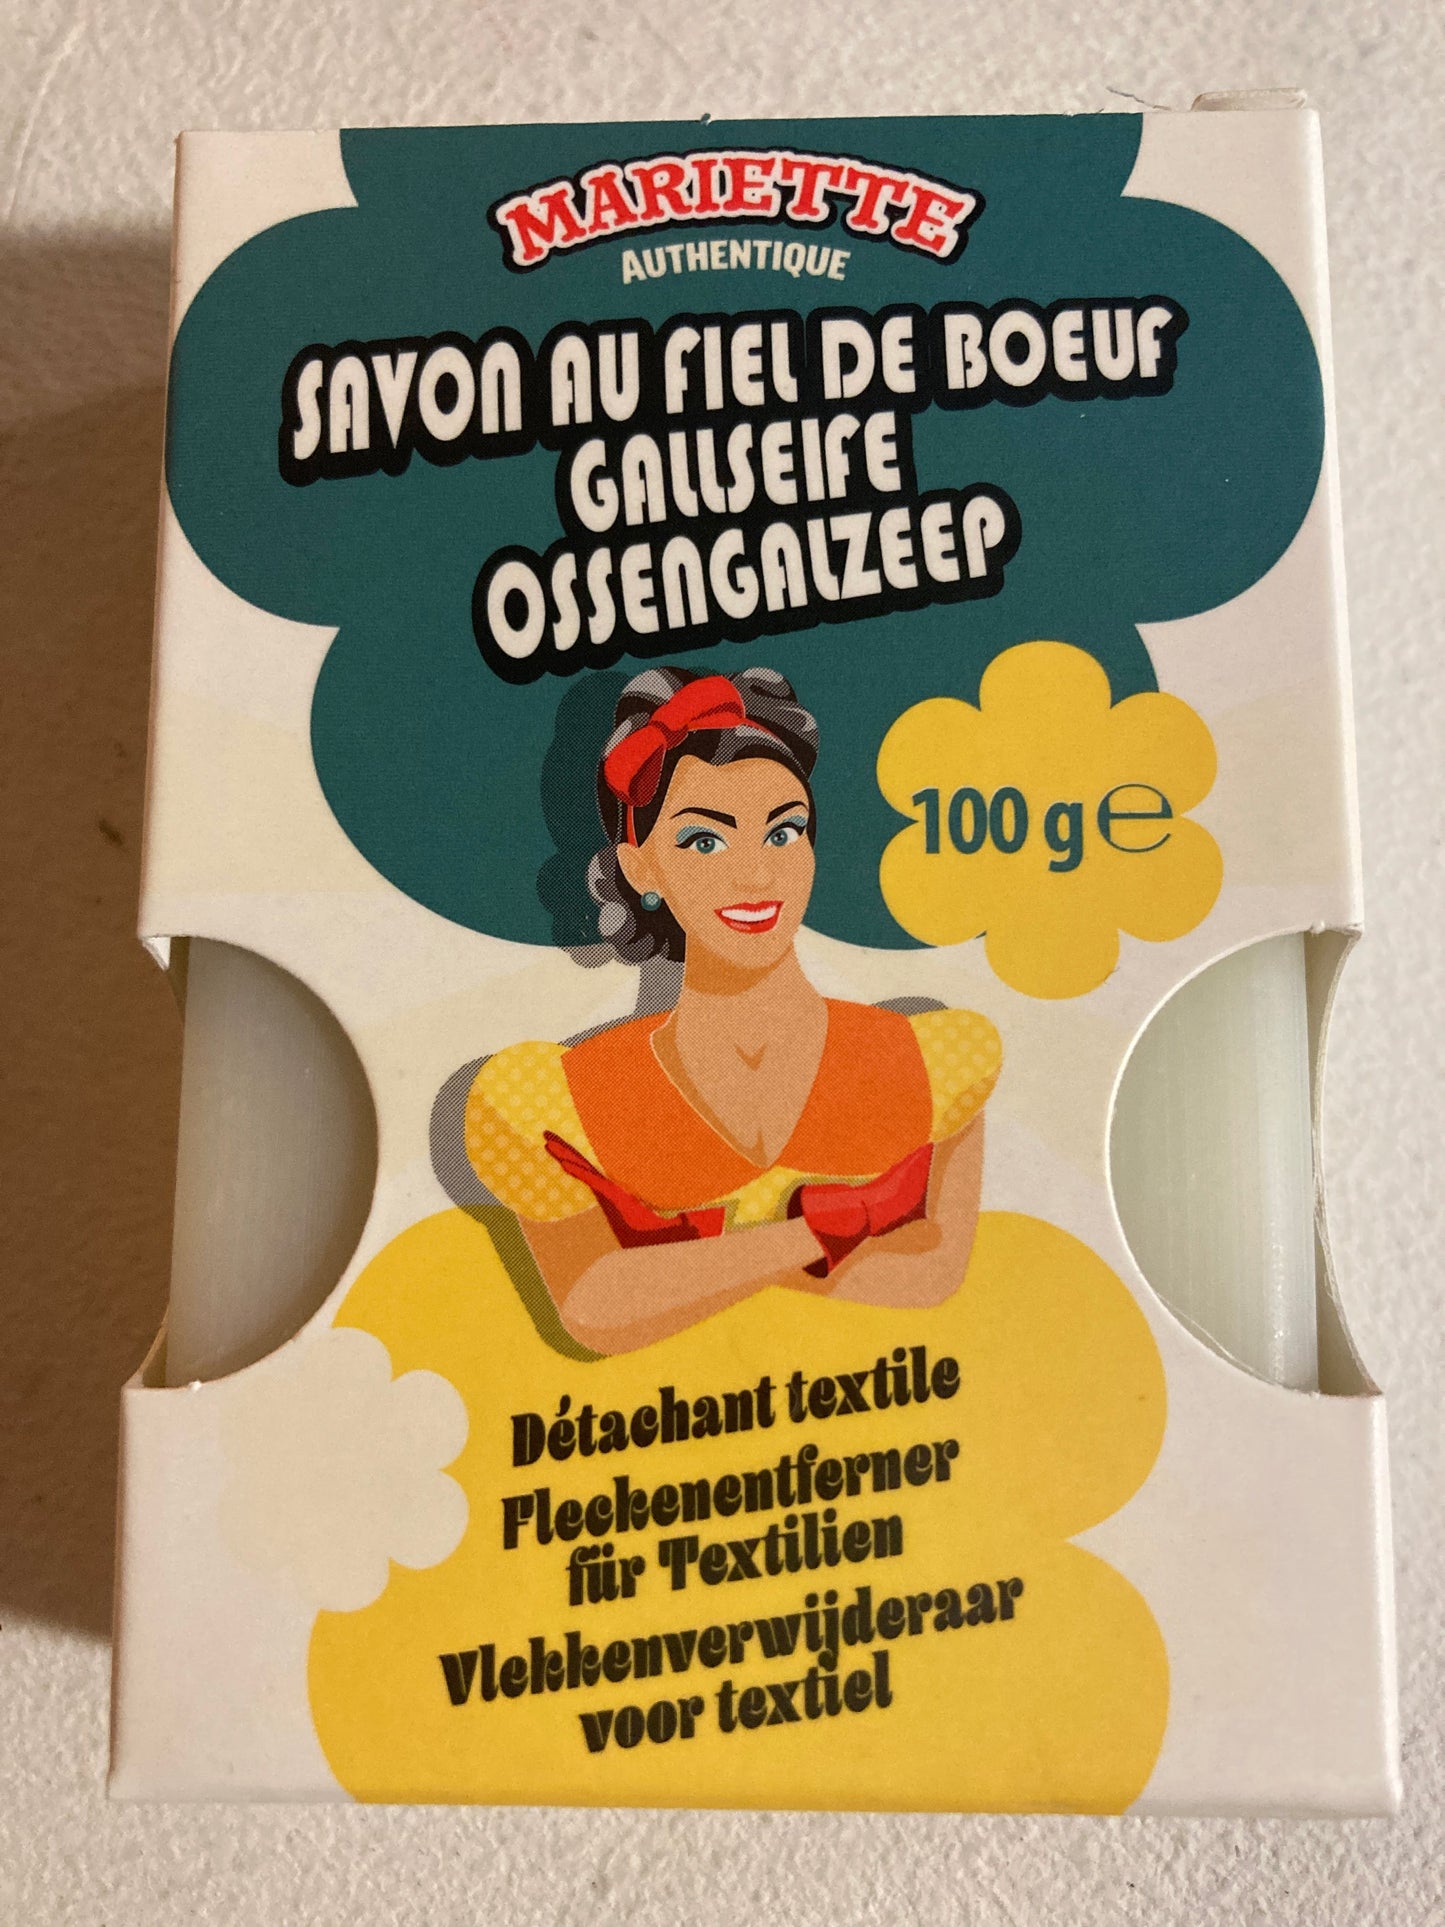 MARIETTE
AUTHENTIQUE
SAVON AU FIEL DE BOEUF
GALLSEIFE
OSSENGALZEEP
100 g ℮
Détachant textile
Fleckenentferner
für Textilien
Vlekkenverwijderaar
voor textiel